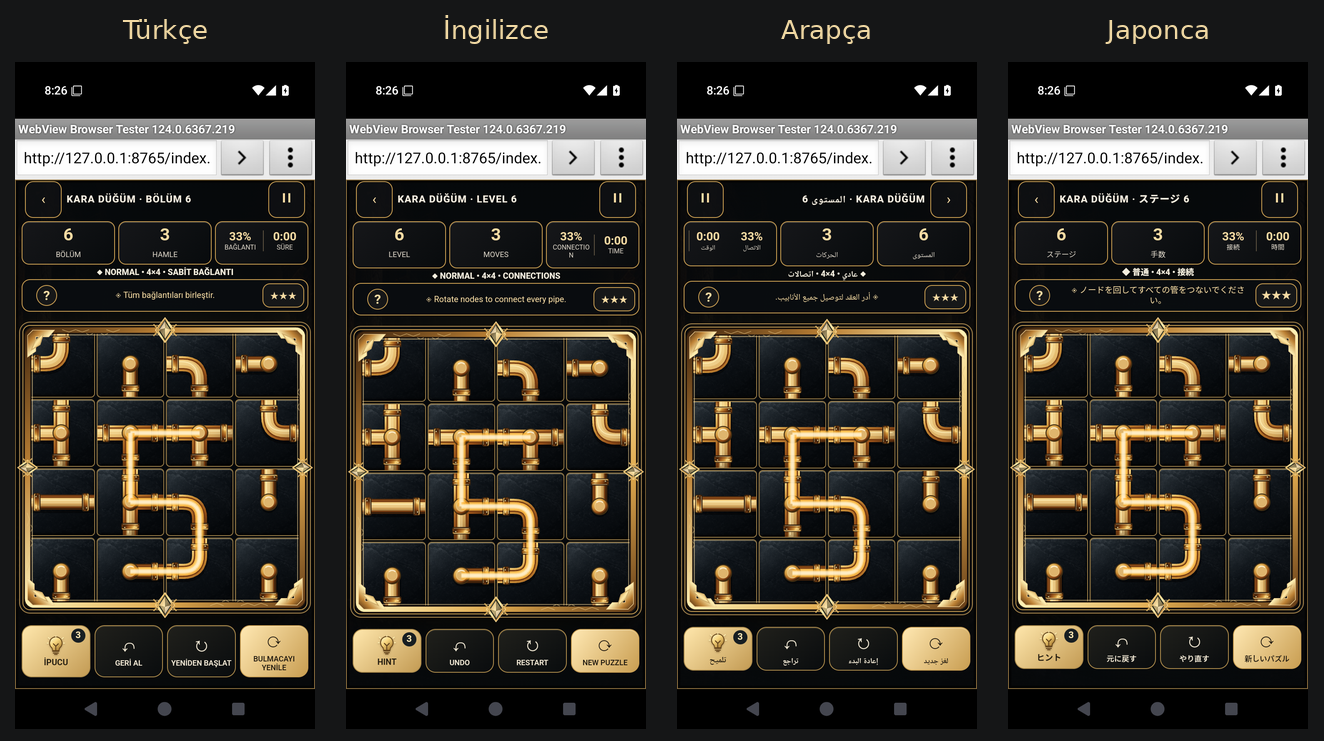 Türkçe
8:26
WebView Browser Tester 124.0.6367.219
http://127.0.0.1:8765/index.
KARA DÜĞÜM · BÖLÜM 6
6
BÖLÜM
3
HAMLE
33%
BAĞLANTI
0:00
SÜRE
◆ NORMAL • 4×4 • SABİT BAĞLANTI
?
Tüm bağlantıları birleştir.
★★★
3
İPUCU
GERİ AL
YENİDEN BAŞLAT
BULMACAYI
YENİLE
İngilizce
8:26
WebView Browser Tester 124.0.6367.219
http://127.0.0.1:8765/index.
KARA DÜĞÜM · LEVEL 6
6
LEVEL
3
MOVES
33%
CONNECTIO
N
0:00
TIME
◆ NORMAL • 4×4 • CONNECTIONS
?
Rotate nodes to connect every pipe.
★★★
3
HINT
UNDO
RESTART
NEW PUZZLE
Arapça
8:26
WebView Browser Tester 124.0.6367.219
http://127.0.0.1:8765/index.
KARA DÜĞÜM · المستوى 6
6
المستوى
3
الحركات
33%
الاتصال
0:00
الوقت
◆ عادي • 4×4 • اتصالات
أدر العقد لتوصيل جميع الأنابيب.
?
★★★
3
تلميح
تراجع
إعادة البدء
لغز جديد
Japonca
8:26
WebView Browser Tester 124.0.6367.219
http://127.0.0.1:8765/index.
KARA DÜĞÜM · ステージ 6
6
ステージ
3
手数
33%
接続
0:00
時間
◆ 普通 • 4×4 • 接続
?
ノードを回してすべての管をつないでくださ
い。
★★★
3
ヒント
元に戻す
やり直す
新しいパズル